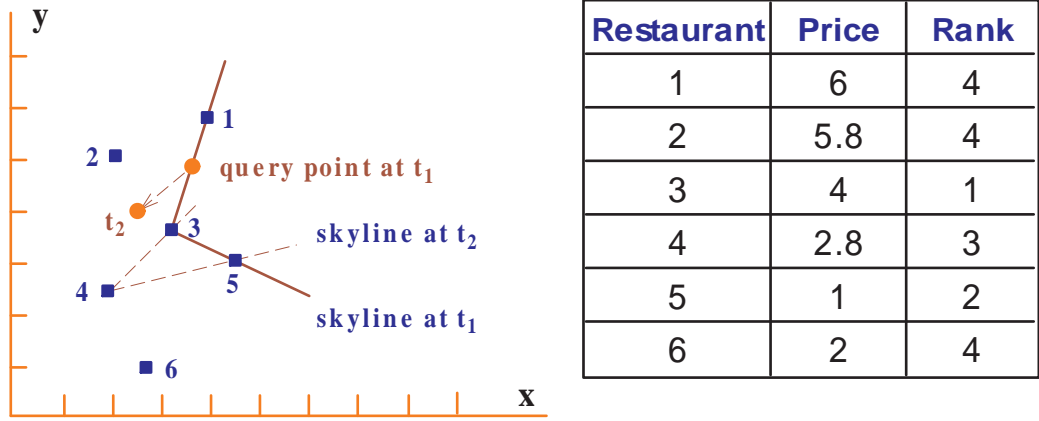 y
1
2
query point at t₁
t₂
3
skyline at t₂
4
5
skyline at t₁
6
x
Restaurant Price Rank
1 6 4
2 5.8 4
3 4 1
4 2.8 3
5 1 2
6 2 4